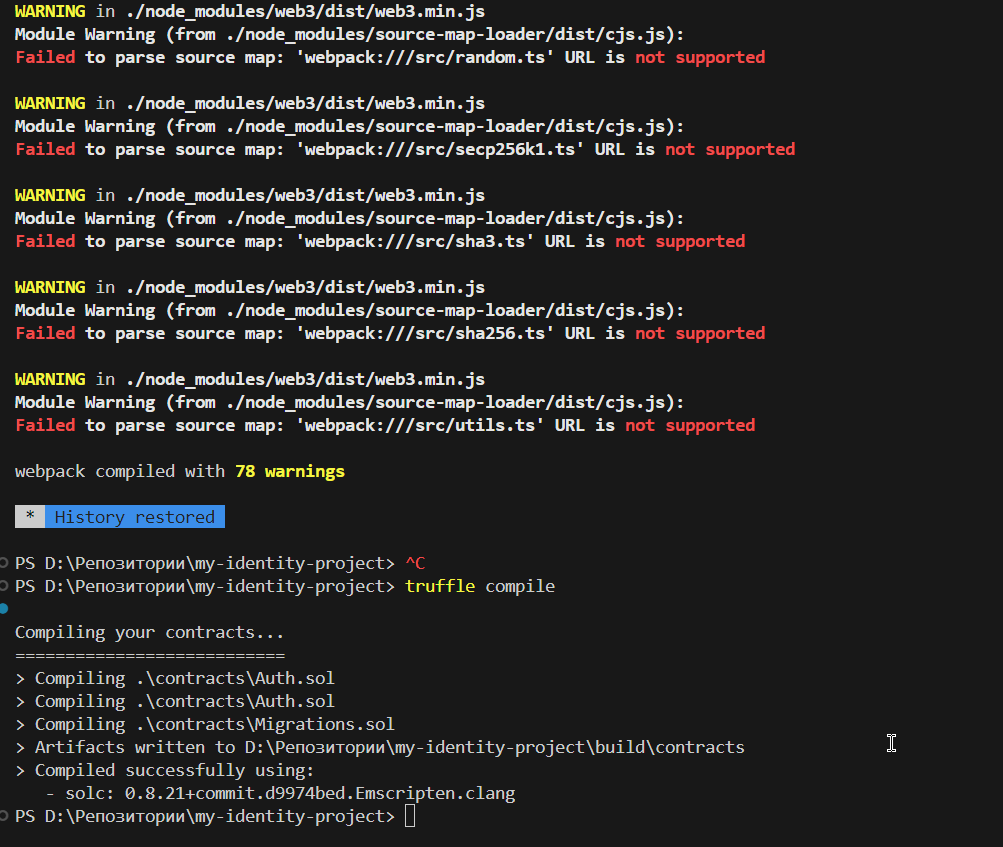 WARNING in ./node_modules/web3/dist/web3.min.js
Module Warning (from ./node_modules/source-map-loader/dist/cjs.js):
Failed to parse source map: 'webpack:///src/random.ts' URL is not supported
WARNING in ./node_modules/web3/dist/web3.min.js
Module Warning (from ./node_modules/source-map-loader/dist/cjs.js):
Failed to parse source map: 'webpack:///src/secp256k1.ts' URL is not supported
WARNING in ./node_modules/web3/dist/web3.min.js
Module Warning (from ./node_modules/source-map-loader/dist/cjs.js):
Failed to parse source map: 'webpack:///src/sha3.ts' URL is not supported
WARNING in ./node_modules/web3/dist/web3.min.js
Module Warning (from ./node_modules/source-map-loader/dist/cjs.js):
Failed to parse source map: 'webpack:///src/sha256.ts' URL is not supported
WARNING in ./node_modules/web3/dist/web3.min.js
Module Warning (from ./node_modules/source-map-loader/dist/cjs.js):
Failed to parse source map: 'webpack:///src/utils.ts' URL is not supported
webpack compiled with 78 warnings
* History restored
PS D:\Репозитории\my-identity-project> ^C
PS D:\Репозитории\my-identity-project> truffle compile
Compiling your contracts...
===========================
> Compiling .\contracts\Auth.sol
> Compiling .\contracts\Auth.sol
> Compiling .\contracts\Migrations.sol
> Artifacts written to D:\Репозитории\my-identity-project\build\contracts
> Compiled successfully using:
- solc: 0.8.21+commit.d9974bed.Emscripten.clang
PS D:\Репозитории\my-identity-project>